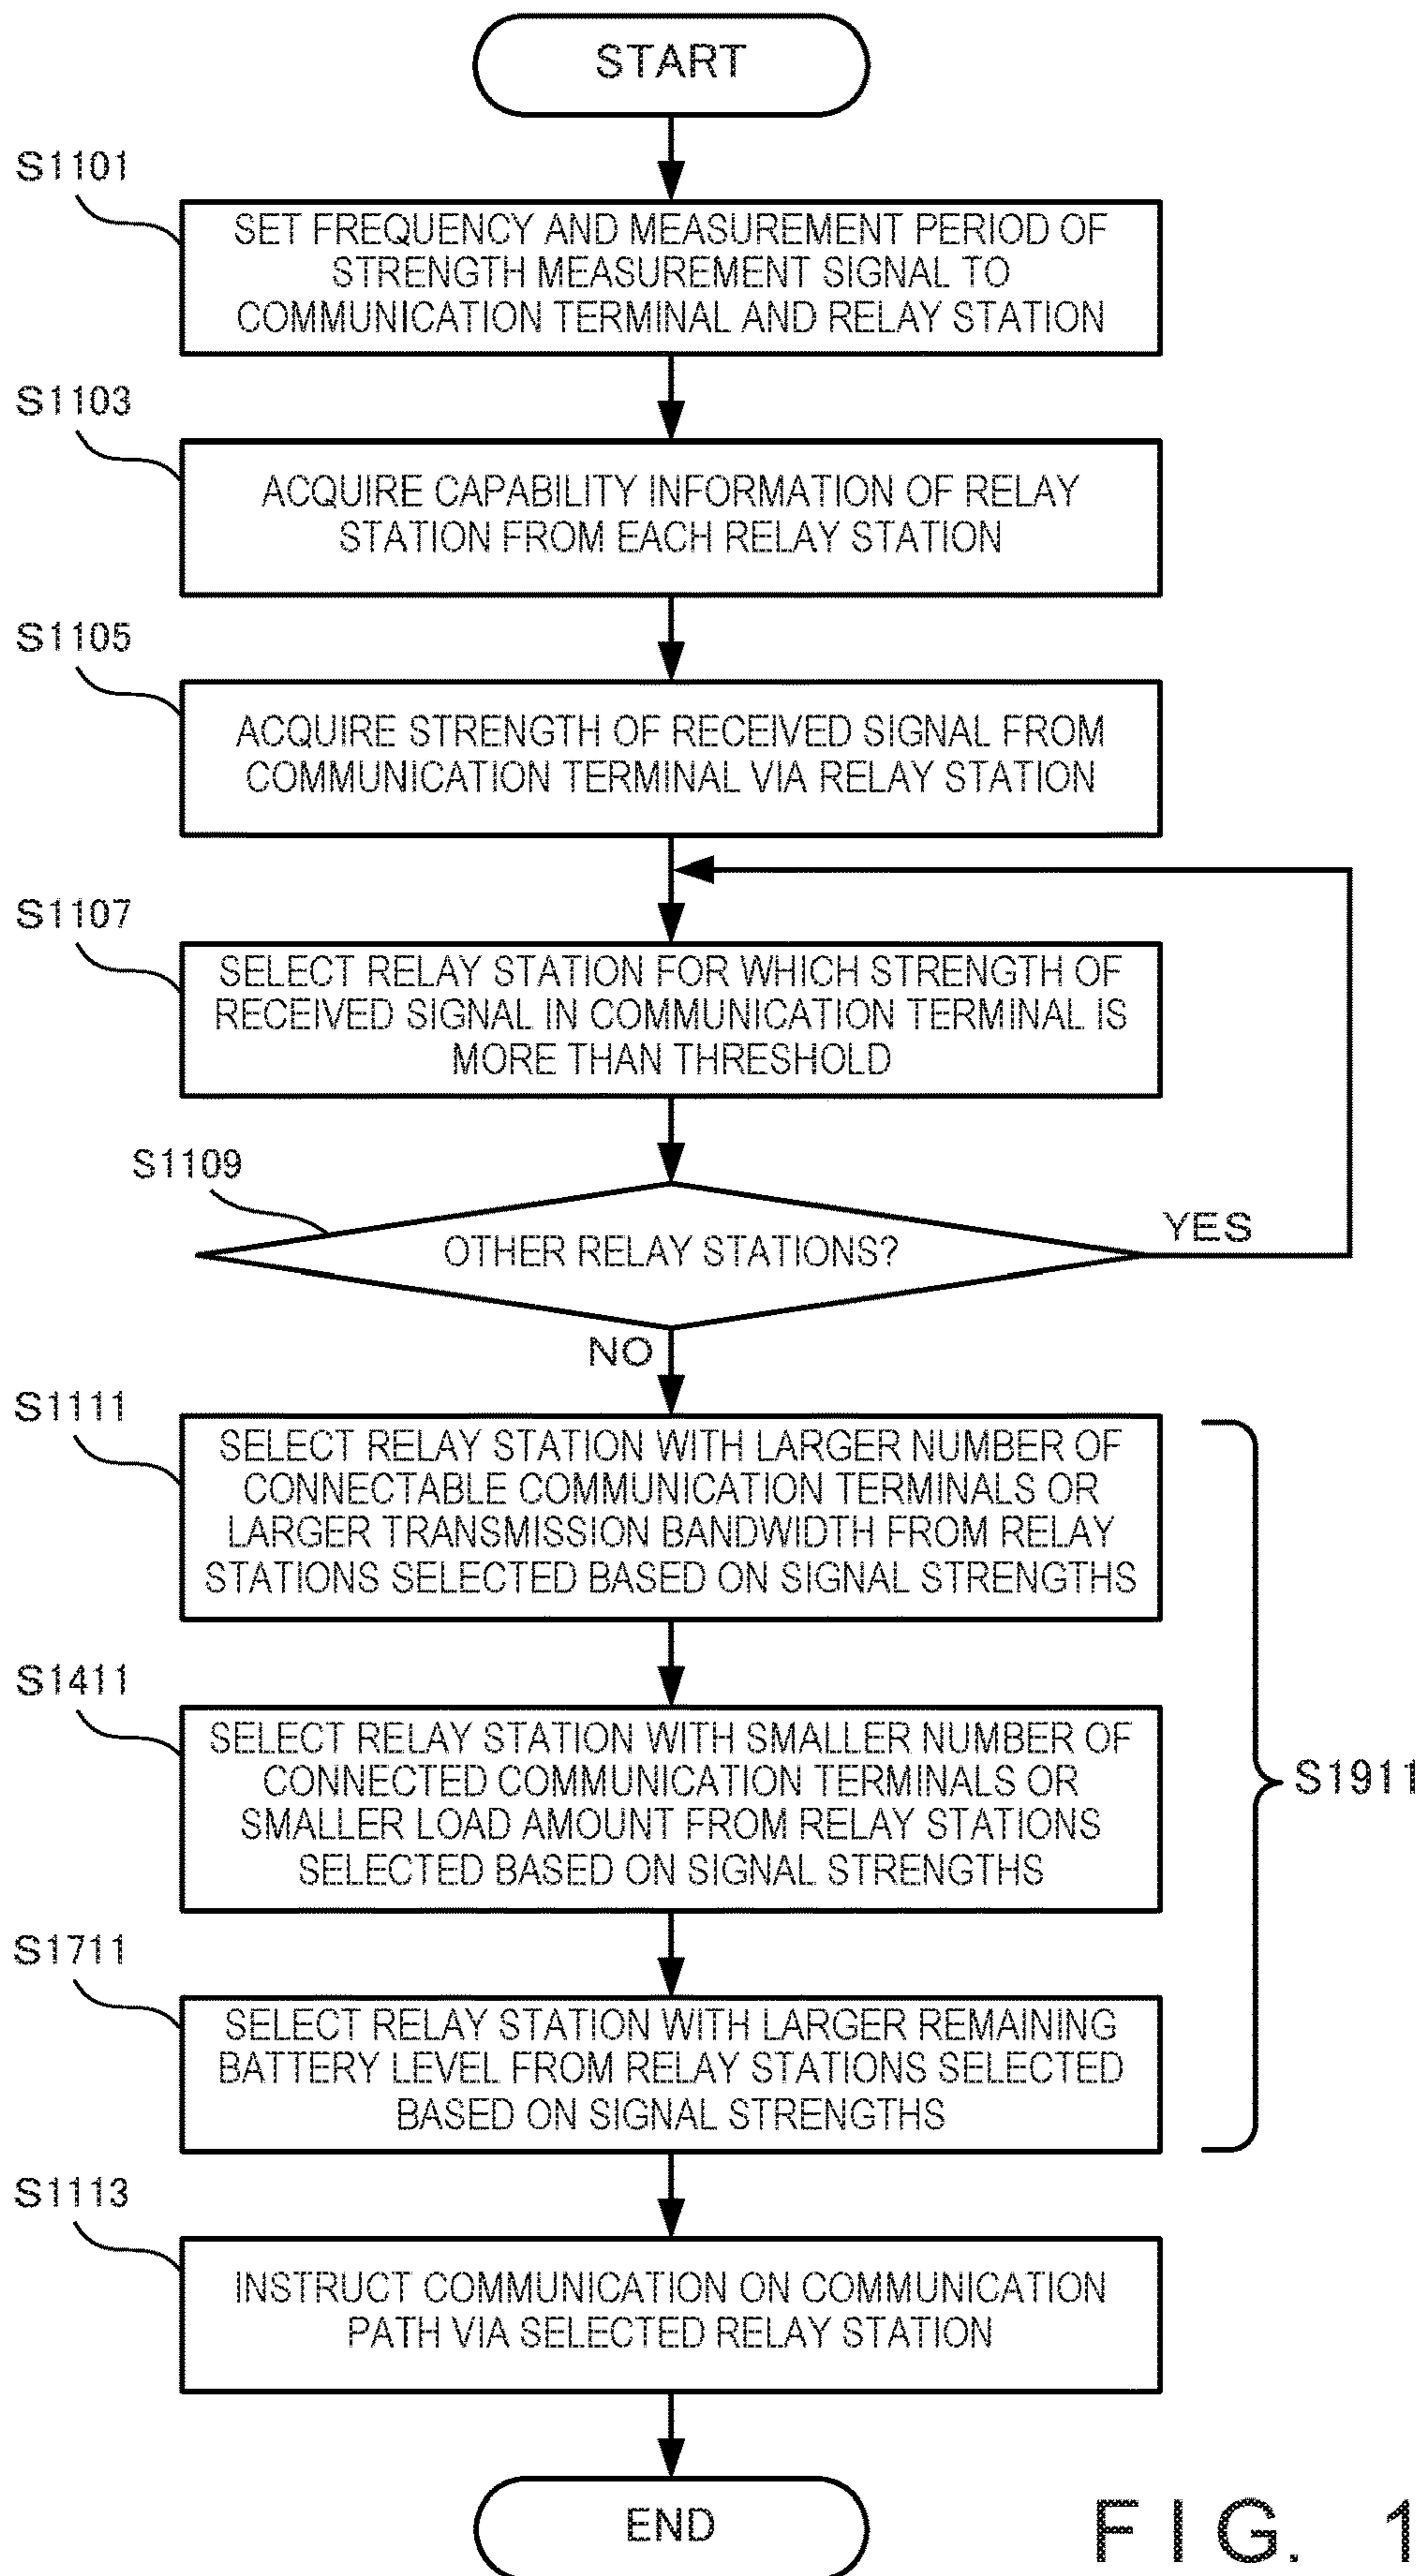 START
S1101
SET FREQUENCY AND MEASUREMENT PERIOD OF
STRENGTH MEASUREMENT SIGNAL TO
COMMUNICATION TERMINAL AND RELAY STATION
S1103
ACQUIRE CAPABILITY INFORMATION OF RELAY
STATION FROM EACH RELAY STATION
S1105
ACQUIRE STRENGTH OF RECEIVED SIGNAL FROM
COMMUNICATION TERMINAL VIA RELAY STATION
S1107
SELECT RELAY STATION FOR WHICH STRENGTH OF
RECEIVED SIGNAL IN COMMUNICATION TERMINAL IS
MORE THAN THRESHOLD
S1109
OTHER RELAY STATIONS?
YES
NO
S1111
SELECT RELAY STATION WITH LARGER NUMBER OF
CONNECTABLE COMMUNICATION TERMINALS OR
LARGER TRANSMISSION BANDWIDTH FROM RELAY
STATIONS SELECTED BASED ON SIGNAL STRENGTHS
S1411
SELECT RELAY STATION WITH SMALLER NUMBER OF
CONNECTED COMMUNICATION TERMINALS OR
SMALLER LOAD AMOUNT FROM RELAY STATIONS
SELECTED BASED ON SIGNAL STRENGTHS
S1911
S1711
SELECT RELAY STATION WITH LARGER REMAINING
BATTERY LEVEL FROM RELAY STATIONS SELECTED
BASED ON SIGNAL STRENGTHS
S1113
INSTRUCT COMMUNICATION ON COMMUNICATION
PATH VIA SELECTED RELAY STATION
END
FIG. 1